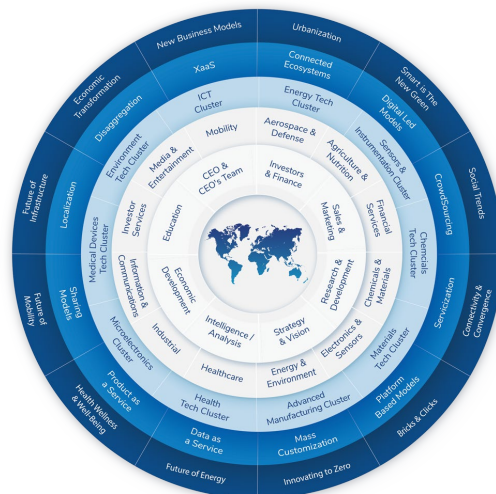 New Business Models
Urbanization
Smart is The
New Green
Social Trends
Connectivity &
Convergence
Bricks & Clicks
Innovating to Zero
Future of Energy
Health Wellness
& Well-Being
Future of
Mobility
Future of
Infrastructure
Economic
Transformation
XaaS
Connected
Ecosystems
Digital Led
Models
CrowdSourcing
Servicization
Platform
Based Models
Mass
Customization
Data as
a Service
Product as
a Service
Sharing
Models
Localization
Disaggregation
ICT
Cluster
Energy Tech
Cluster
Sensors &
Instrumentation Cluster
Chemcials
Tech Cluster
Materials
Tech Cluster
Advanced
Manufacturing Cluster
Health
Tech Cluster
Microelectronics
Cluster
Medical Devices
Tech Cluster
Environment
Tech Cluster
Mobility
Aerospace &
Defense
Agriculture &
Nutrition
Financial
Services
Chemicals &
Materials
Electronics &
Sensors
Energy &
Environment
Healthcare
Industrial
Information &
Communications
Investor
Services
Media &
Entertainment
CEO &
CEO's Team
Investors
& Finance
Sales &
Marketing
Research &
Development
Strategy
& Vision
Intelligence /
Analysis
Economic
Development
Education